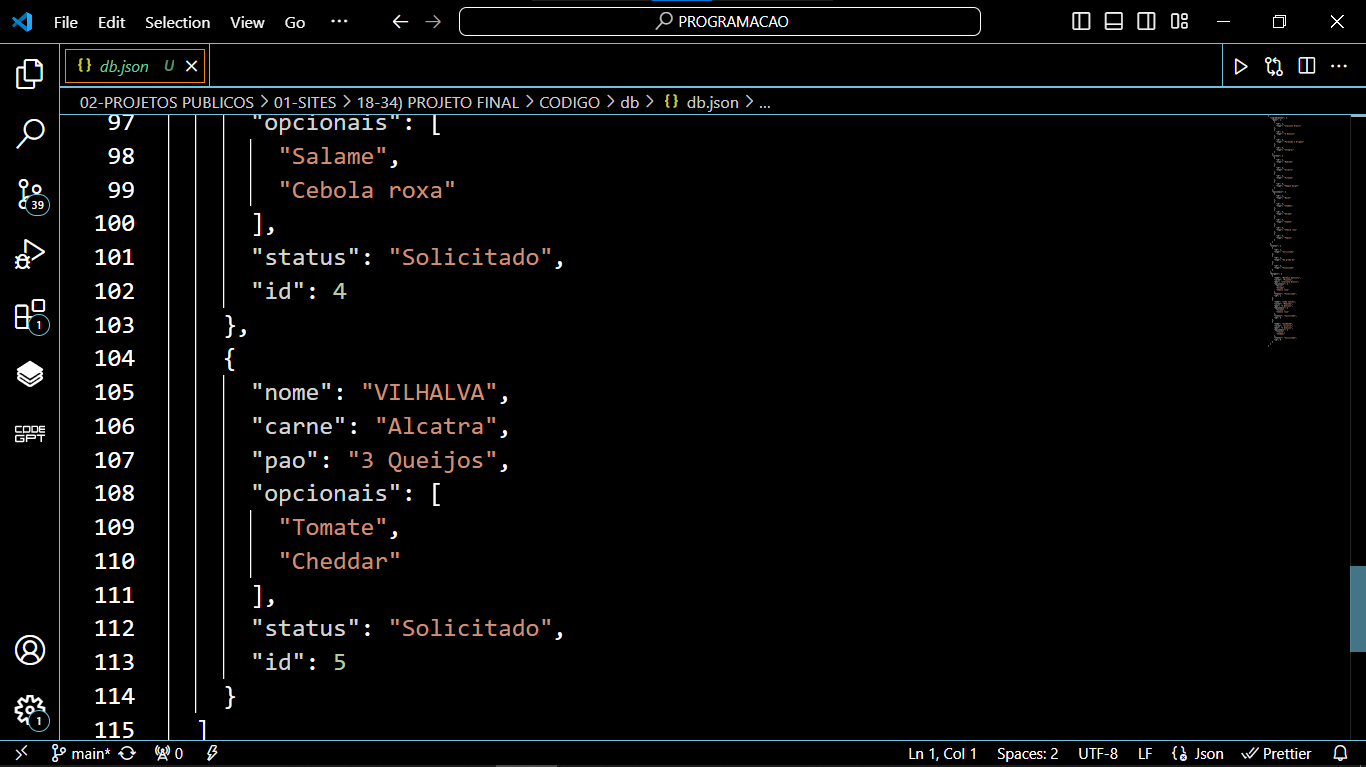 File Edit Selection View Go ··· PROGRAMACAO
{} db.json U
02-PROJETOS PUBLICOS > 01-SITES > 18-34) PROJETO FINAL > CODIGO > db > {} db.json > ...
97 "opcionais": [
98 "Salame",
99 "Cebola roxa"
100 ],
101 "status": "Solicitado",
102 "id": 4
103 },
104 {
105 "nome": "VILHALVA",
106 "carne": "Alcatra",
107 "pao": "3 Queijos",
108 "opcionais": [
109 "Tomate",
110 "Cheddar"
111 ],
112 "status": "Solicitado",
113 "id": 5
114 }
115 ]
39
1
CODE
GPT
1
main* 0 Ln 1, Col 1 Spaces: 2 UTF-8 LF {} Json Prettier